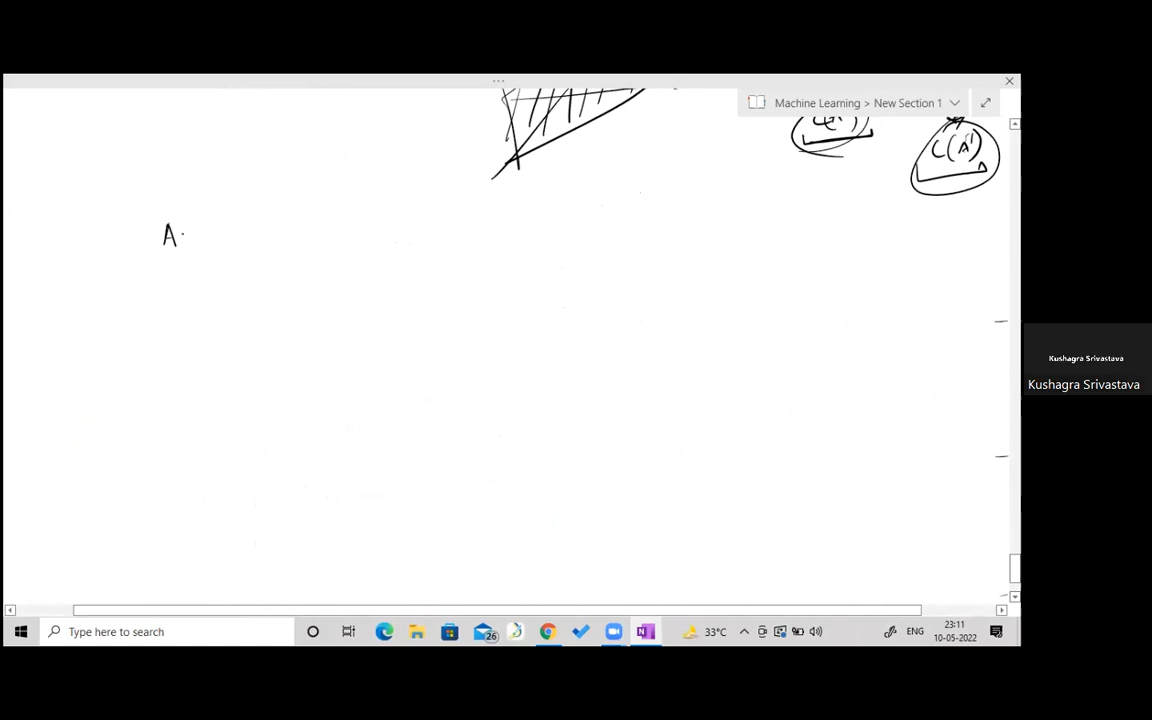 Machine Learning > New Section 1
C(A')
A.
Kushagra Srivastava
Kushagra Srivastava
Type here to search
26
33°C
ENG
23:11
10-05-2022